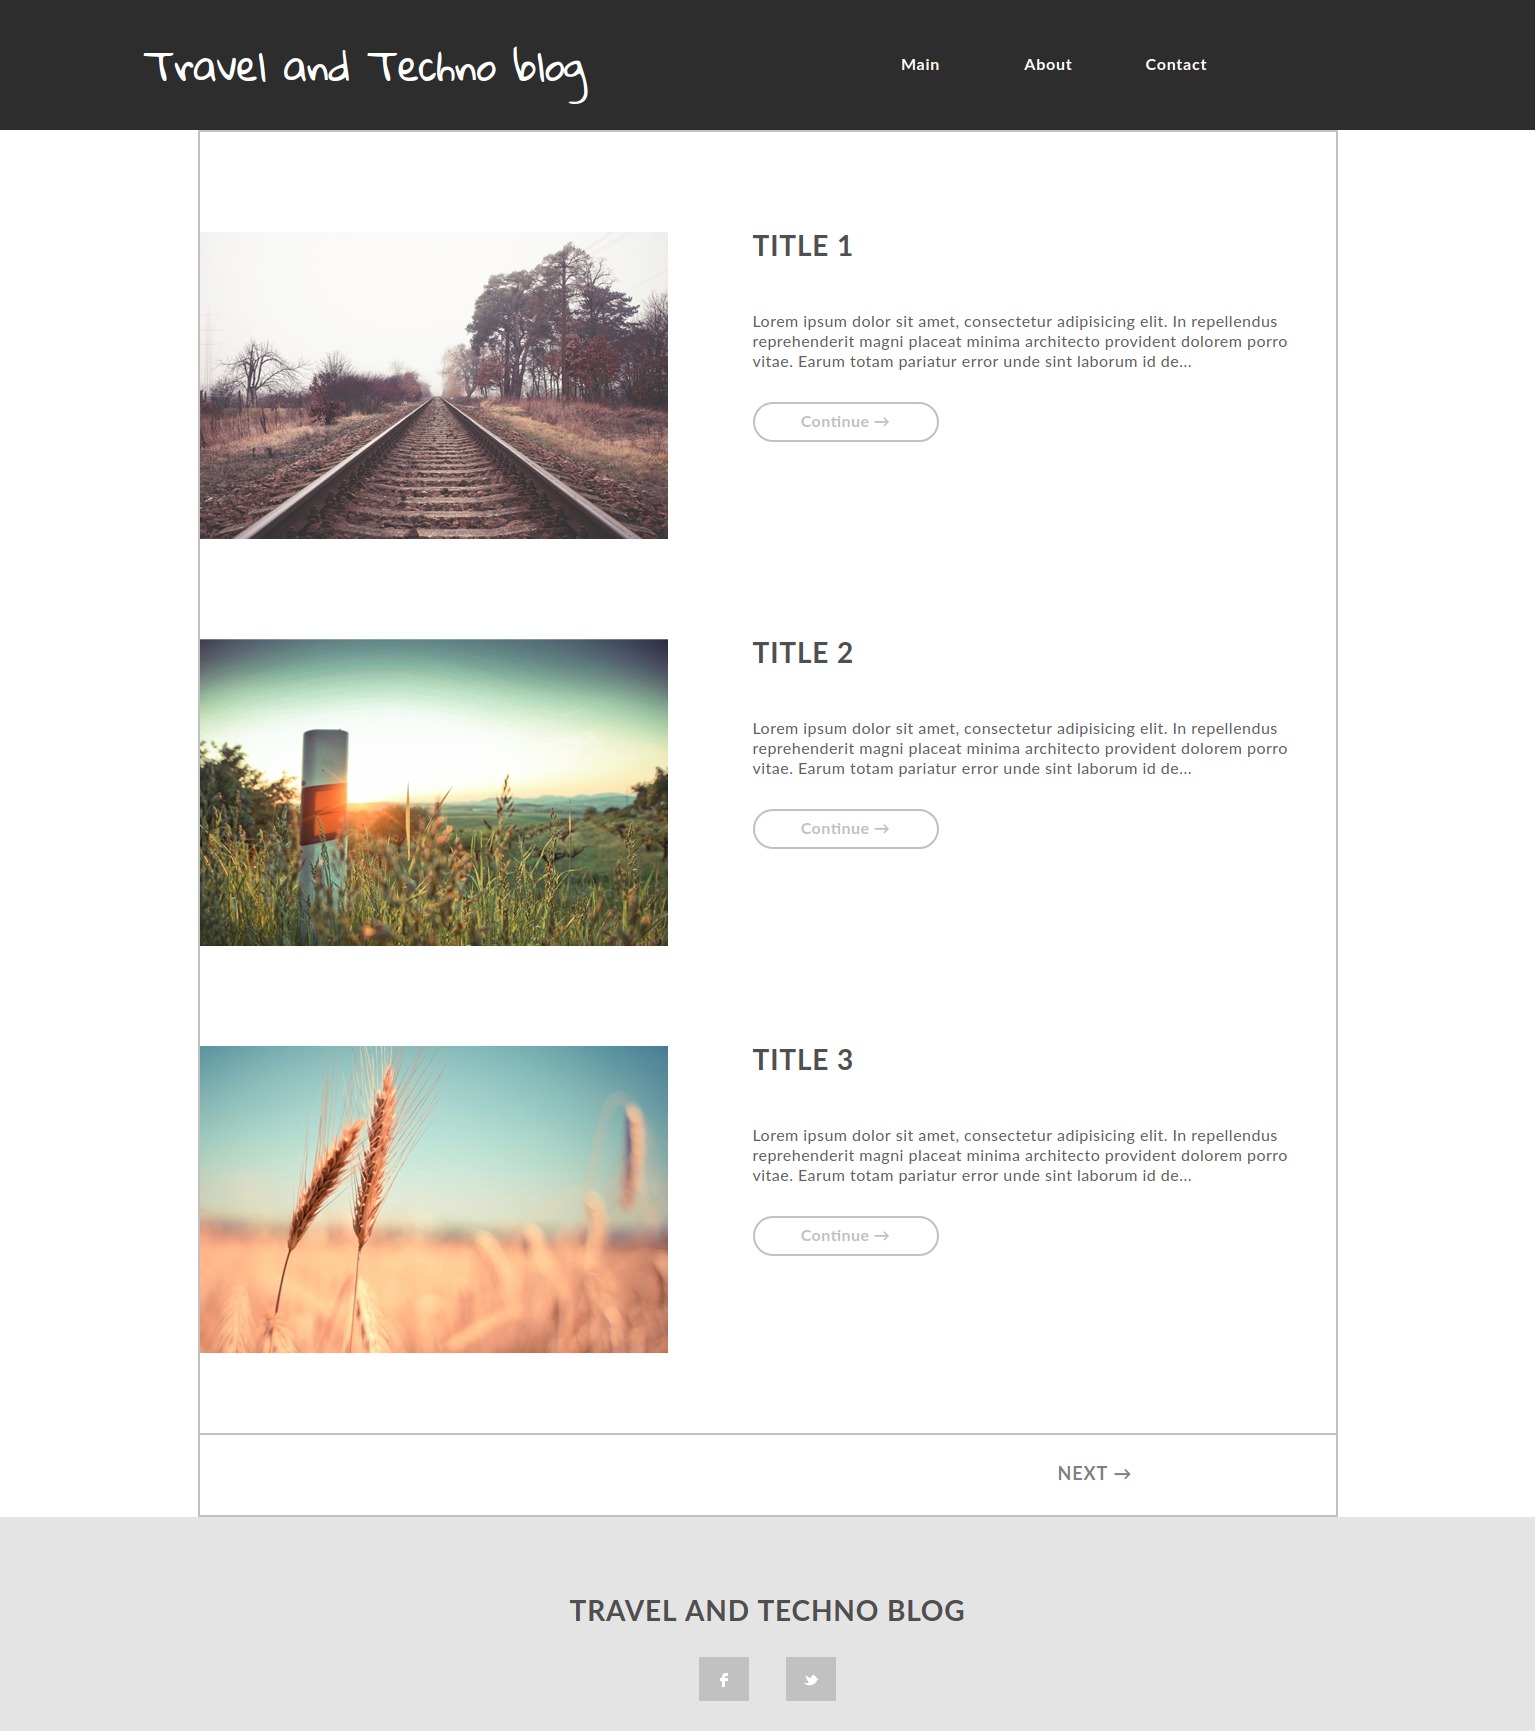 Travel and Techno blog
Main
About
Contact
TITLE 1
Lorem ipsum dolor sit amet, consectetur adipisicing elit. In repellendus
reprehenderit magni placeat minima architecto provident dolorem porro
vitae. Earum totam pariatur error unde sint laborum id de...
Continue →
TITLE 2
Lorem ipsum dolor sit amet, consectetur adipisicing elit. In repellendus
reprehenderit magni placeat minima architecto provident dolorem porro
vitae. Earum totam pariatur error unde sint laborum id de...
Continue →
TITLE 3
Lorem ipsum dolor sit amet, consectetur adipisicing elit. In repellendus
reprehenderit magni placeat minima architecto provident dolorem porro
vitae. Earum totam pariatur error unde sint laborum id de...
Continue →
NEXT →
TRAVEL AND TECHNO BLOG